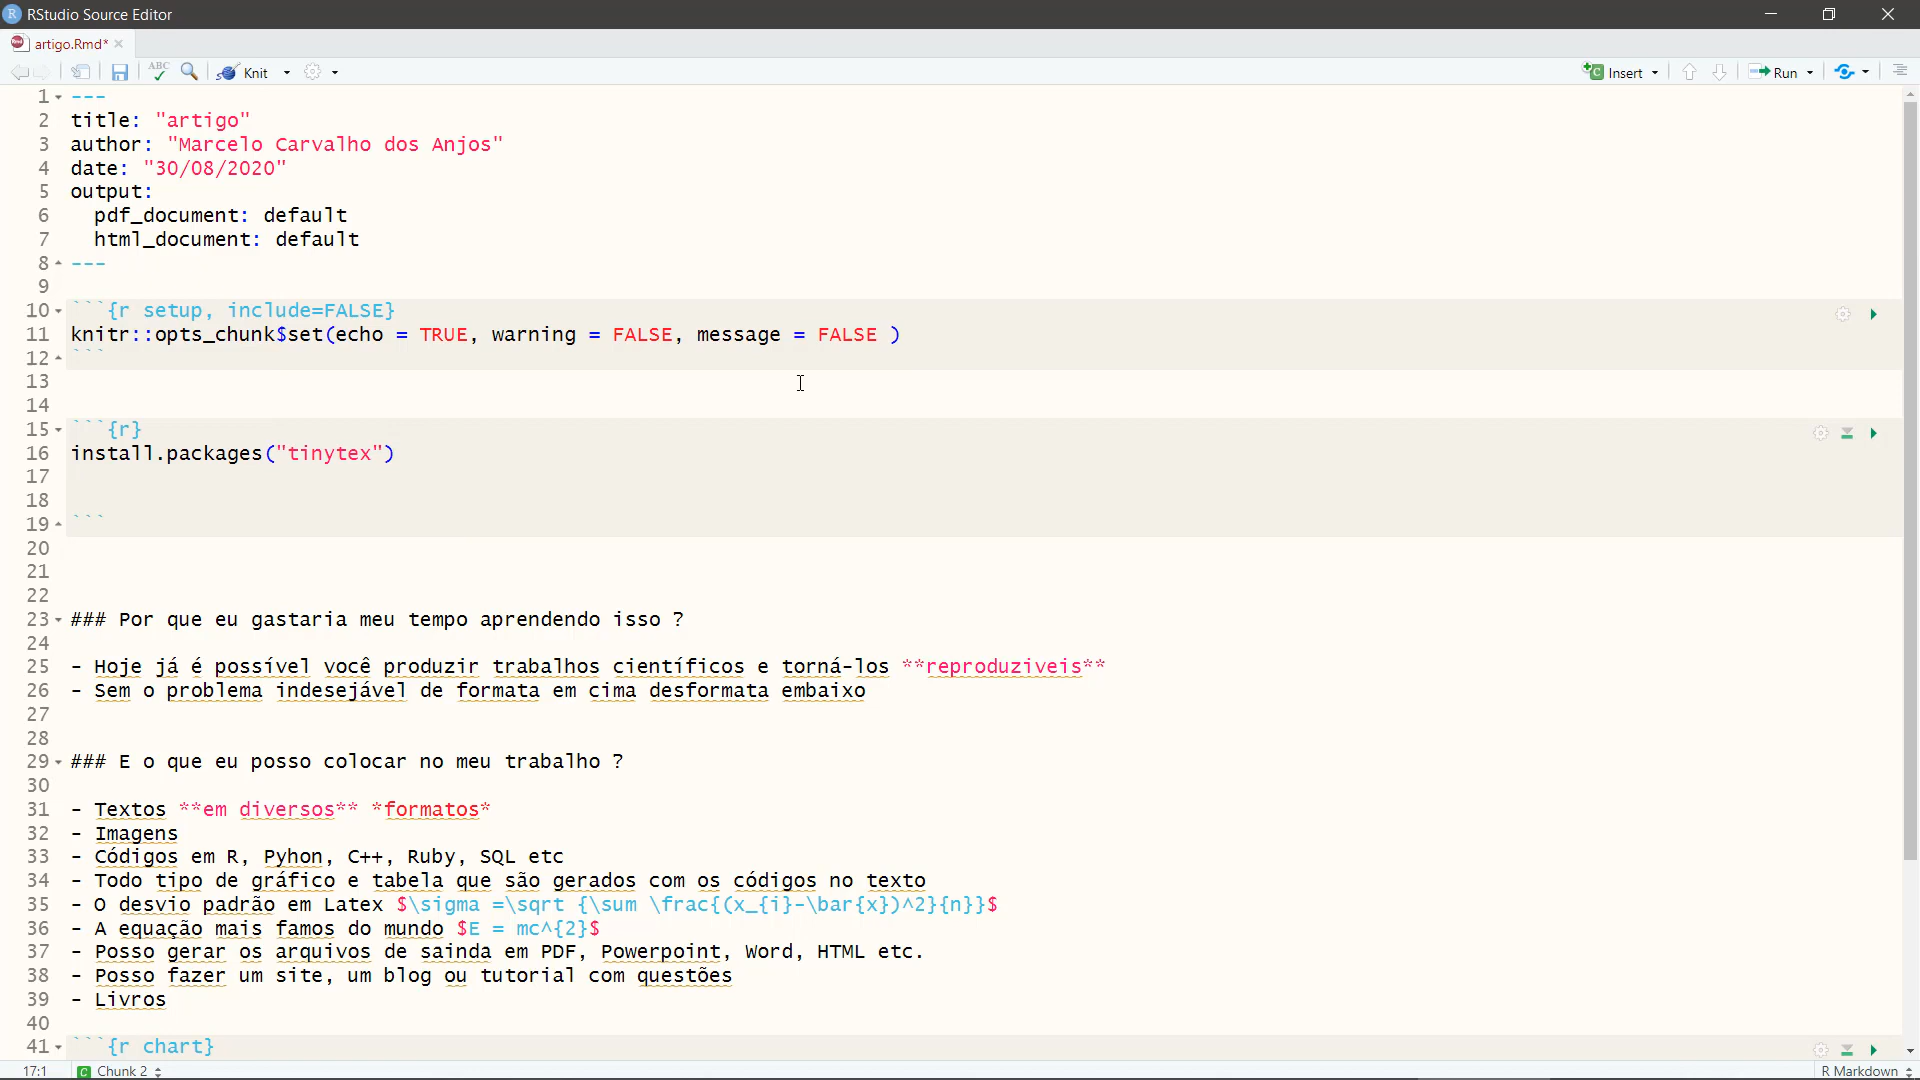 RStudio Source Editor
artigo.Rmd*
ABC
Knit
Insert
Run
1 ---
2 title: "artigo"
3 author: "Marcelo Carvalho dos Anjos"
4 date: "30/08/2020"
5 output:
6   pdf_document: default
7   html_document: default
8 ---
9
10 ```{r setup, include=FALSE}
11 knitr::opts_chunk$set(echo = TRUE, warning = FALSE, message = FALSE )
12 ```
13
14
15 ```{r}
16 install.packages("tinytex")
17
18
19 ```
20
21
22
23 ### Por que eu gastaria meu tempo aprendendo isso ?
24
25 - Hoje já é possível você produzir trabalhos científicos e torná-los **reproduziveis**
26 - Sem o problema indesejável de formata em cima desformata embaixo
27
28
29 ### E o que eu posso colocar no meu trabalho ?
30
31 - Textos **em diversos** *formatos*
32 - Imagens
33 - Códigos em R, Pyhon, C++, Ruby, SQL etc
34 - Todo tipo de gráfico e tabela que são gerados com os códigos no texto
35 - O desvio padrão em Latex $\sigma =\sqrt {\sum \frac{(x_{i}-\bar{x})^2}{n}}$
36 - A equação mais famos do mundo $E = mc^{2}$
37 - Posso gerar os arquivos de sainda em PDF, Powerpoint, Word, HTML etc.
38 - Posso fazer um site, um blog ou tutorial com questões
39 - Livros
40
41 ```{r chart}
17:1 C Chunk 2 R Markdown